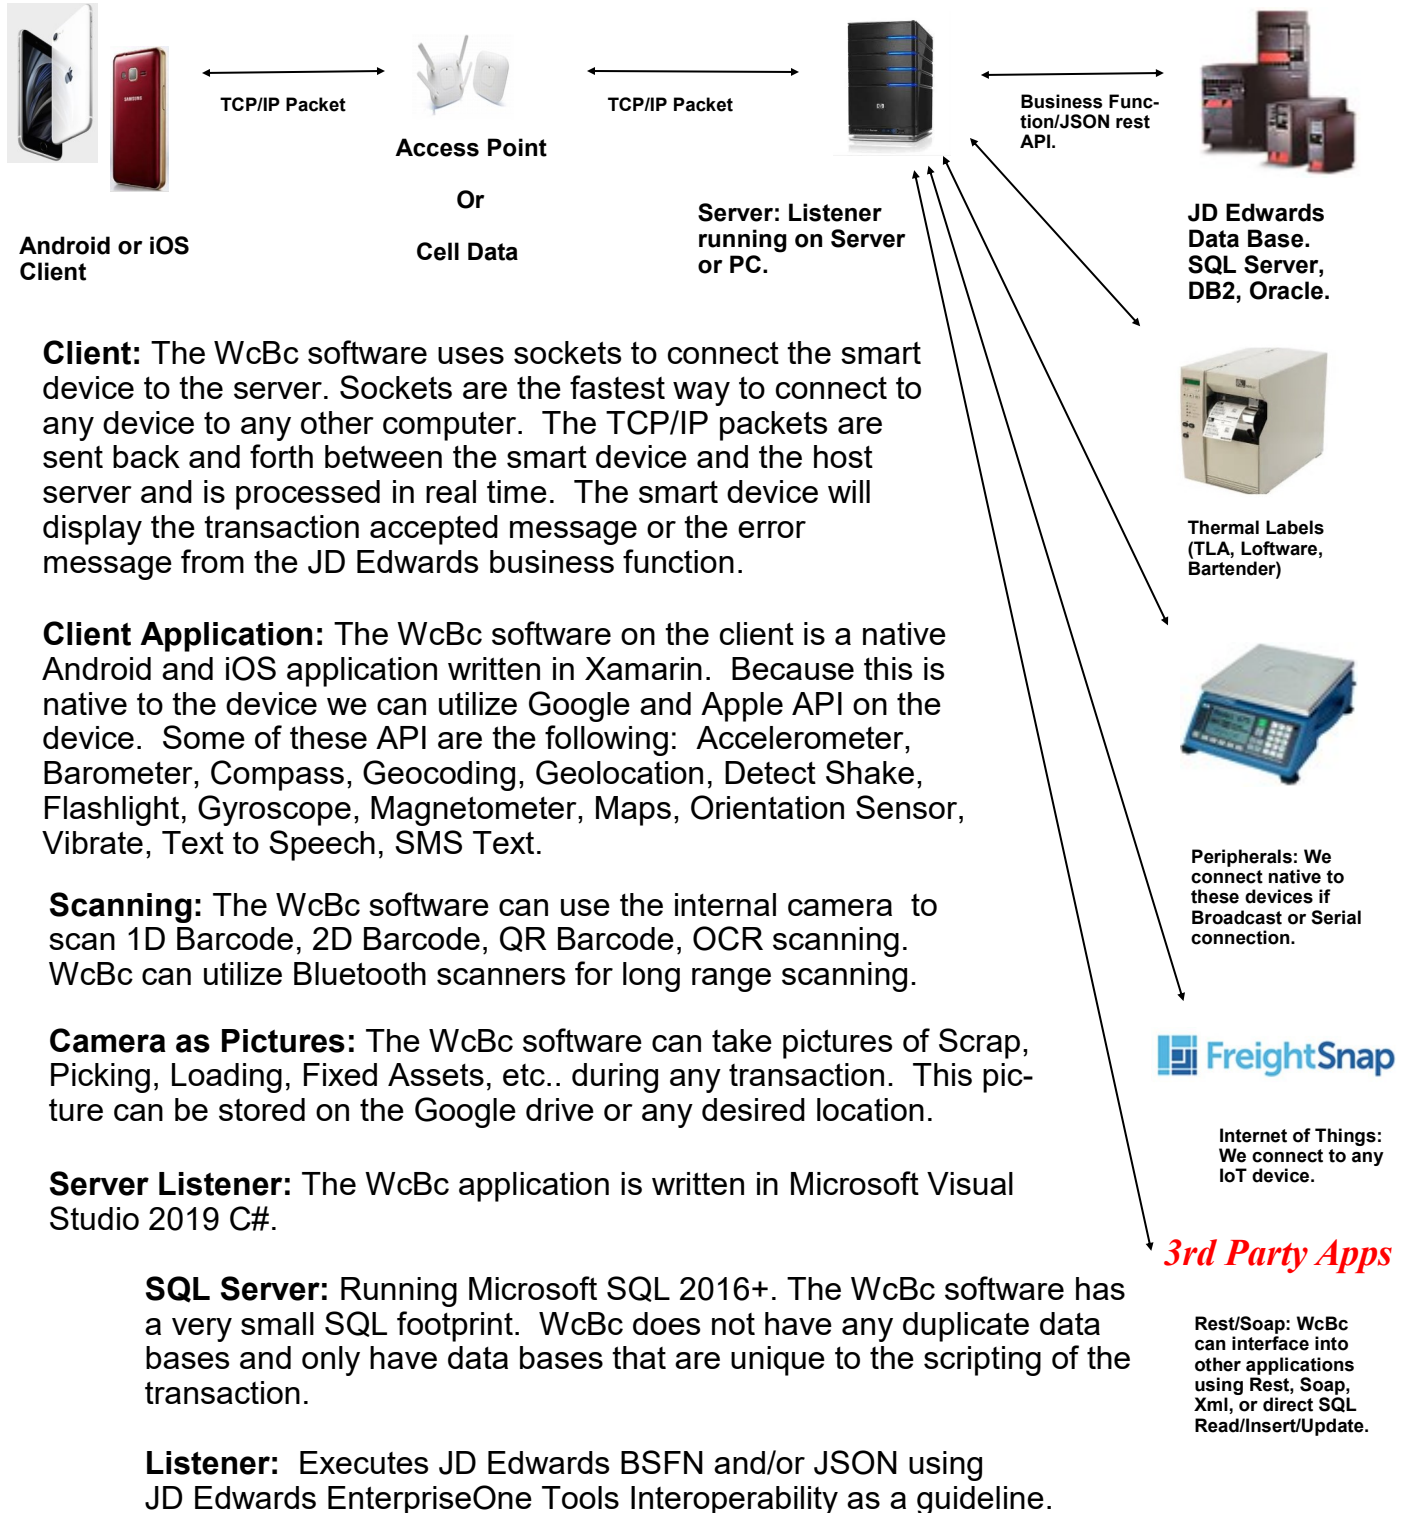 TCP/IP Packet
TCP/IP Packet
Business Func-
tion/JSON rest
API.
Access Point
Or
Cell Data
Android or iOS
Client
Server: Listener
running on Server
or PC.
JD Edwards
Data Base.
SQL Server,
DB2, Oracle.
Client: The WcBc software uses sockets to connect the smart
device to the server. Sockets are the fastest way to connect to
any device to any other computer. The TCP/IP packets are
sent back and forth between the smart device and the host
server and is processed in real time. The smart device will
display the transaction accepted message or the error
message from the JD Edwards business function.
Thermal Labels
(TLA, Loftware,
Bartender)
Client Application: The WcBc software on the client is a native
Android and iOS application written in Xamarin. Because this is
native to the device we can utilize Google and Apple API on the
device. Some of these API are the following: Accelerometer,
Barometer, Compass, Geocoding, Geolocation, Detect Shake,
Flashlight, Gyroscope, Magnetometer, Maps, Orientation Sensor,
Vibrate, Text to Speech, SMS Text.
Peripherals: We
connect native to
these devices if
Broadcast or Serial
connection.
Scanning: The WcBc software can use the internal camera to
scan 1D Barcode, 2D Barcode, QR Barcode, OCR scanning.
WcBc can utilize Bluetooth scanners for long range scanning.
Camera as Pictures: The WcBc software can take pictures of Scrap,
Picking, Loading, Fixed Assets, etc.. during any transaction. This pic-
ture can be stored on the Google drive or any desired location.
FreightSnap
Internet of Things:
We connect to any
IoT device.
Server Listener: The WcBc application is written in Microsoft Visual
Studio 2019 C#.
3rd Party Apps
SQL Server: Running Microsoft SQL 2016+. The WcBc software has
a very small SQL footprint. WcBc does not have any duplicate data
bases and only have data bases that are unique to the scripting of the
transaction.
Rest/Soap: WcBc
can interface into
other applications
using Rest, Soap,
Xml, or direct SQL
Read/Insert/Update.
Listener: Executes JD Edwards BSFN and/or JSON using
JD Edwards EnterpriseOne Tools Interoperability as a guideline.